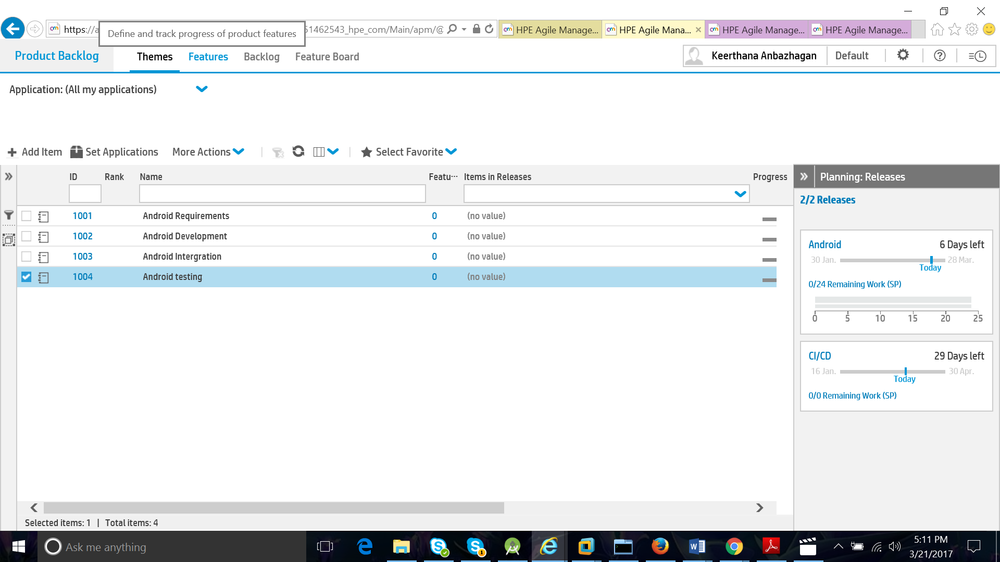 https://a
Define and track progress of product features
51462543_hpe_com/Main/apm/@
HPE Agile Manage...
HPE Agile Mana...
HPE Agile Manage...
HPE Agile Manage...
Product Backlog
Themes
Features
Backlog
Feature Board
Keerthana Anbazhagan
Default
Application: (All my applications)
Add Item
Set Applications
More Actions
Select Favorite
ID Rank Name Featu... Items in Releases Progress
1001 Android Requirements 0 (no value)
1002 Android Development 0 (no value)
1003 Android Intergration 0 (no value)
1004 Android testing 0 (no value)
Planning: Releases
2/2 Releases
Android 6 Days left
30 Jan. 28 Mar.
Today
0/24 Remaining Work (SP)
0 5 10 15 20 25
CI/CD 29 Days left
16 Jan. 30 Apr.
Today
0/0 Remaining Work (SP)
Selected items: 1 | Total items: 4
Ask me anything
5:11 PM
3/21/2017